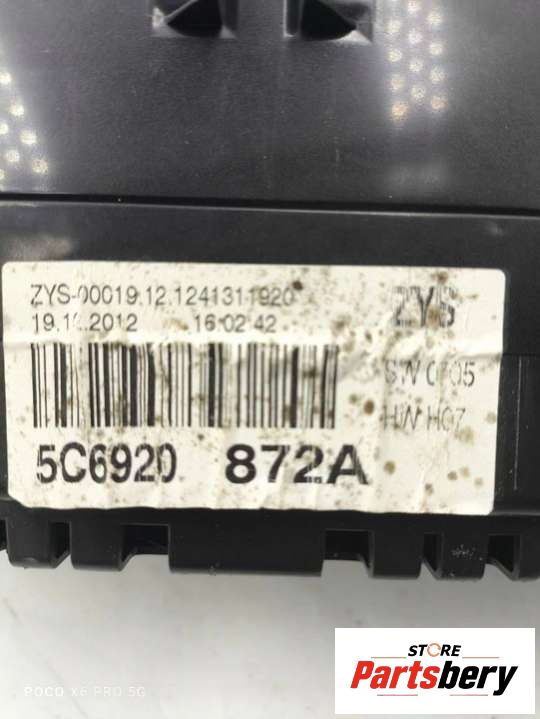 ZYS-00019.12.1241311920
19.12.2012 16:02:42
ZYS
SW 0705
HW H07
5C6920 872A
STORE
Partsbery
POCO X6 PRO 5G